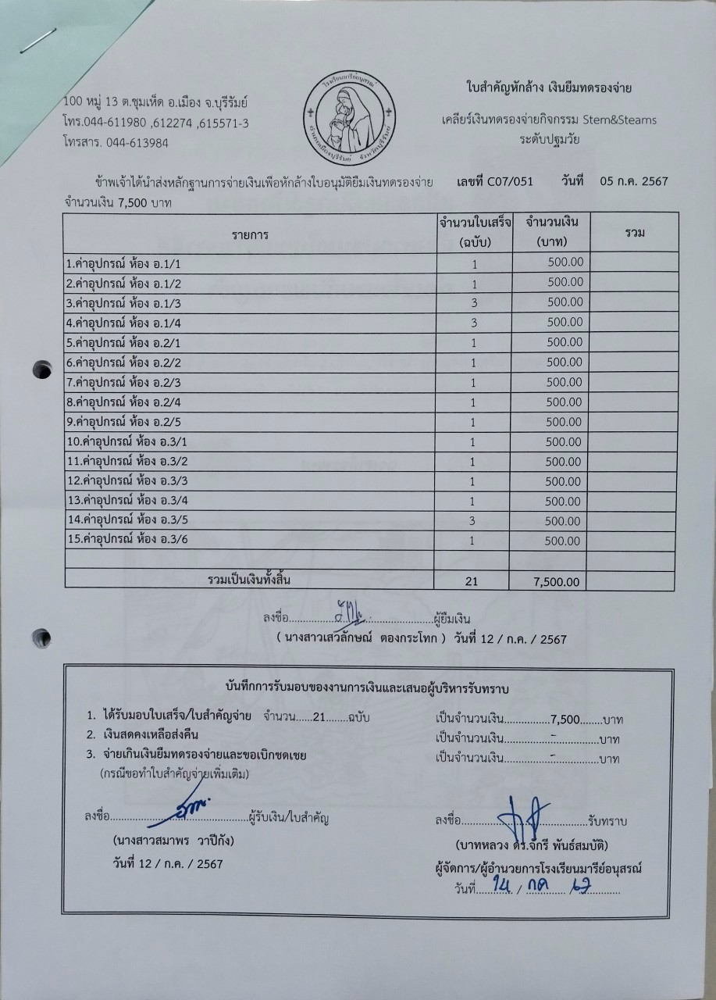 โรงเรียนมารีย์อนุสรณ์
อำเภอเมืองบุรีรัมย์ จังหวัดบุรีรัมย์
100 หมู่ 13 ต.ชุมเห็ด อ.เมือง จ.บุรีรัมย์
โทร.044-611980 ,612274 ,615571-3
โทรสาร. 044-613984
ใบสำคัญหักล้าง เงินยืมทดรองจ่าย
เคลียร์เงินทดรองจ่ายกิจกรรม Stem&Steams
ระดับปฐมวัย
ข้าพเจ้าได้นำส่งหลักฐานการจ่ายเงินเพื่อหักล้างใบอนุมัติยืมเงินทดรองจ่าย เลขที่ C07/051 วันที่ 05 ก.ค. 2567
จำนวนเงิน 7,500 บาท
รายการ จำนวนใบเสร็จ (ฉบับ) จำนวนเงิน (บาท) รวม
1.ค่าอุปกรณ์ ห้อง อ.1/1 1 500.00
2.ค่าอุปกรณ์ ห้อง อ.1/2 1 500.00
3.ค่าอุปกรณ์ ห้อง อ.1/3 3 500.00
4.ค่าอุปกรณ์ ห้อง อ.1/4 3 500.00
5.ค่าอุปกรณ์ ห้อง อ.2/1 1 500.00
6.ค่าอุปกรณ์ ห้อง อ.2/2 1 500.00
7.ค่าอุปกรณ์ ห้อง อ.2/3 1 500.00
8.ค่าอุปกรณ์ ห้อง อ.2/4 1 500.00
9.ค่าอุปกรณ์ ห้อง อ.2/5 1 500.00
10.ค่าอุปกรณ์ ห้อง อ.3/1 1 500.00
11.ค่าอุปกรณ์ ห้อง อ.3/2 1 500.00
12.ค่าอุปกรณ์ ห้อง อ.3/3 1 500.00
13.ค่าอุปกรณ์ ห้อง อ.3/4 1 500.00
14.ค่าอุปกรณ์ ห้อง อ.3/5 3 500.00
15.ค่าอุปกรณ์ ห้อง อ.3/6 1 500.00
รวมเป็นเงินทั้งสิ้น 21 7,500.00
ลงชื่อ..............................ผู้ยืมเงิน
( นางสาวเสวลักษณ์ ตองกระโทก ) วันที่ 12 / ก.ค. / 2567
บันทึกการรับมอบของงานการเงินและเสนอผู้บริหารรับทราบ
1. ได้รับมอบใบเสร็จ/ใบสำคัญจ่าย จำนวน.....21.......ฉบับ เป็นจำนวนเงิน...............7,500.......บาท
2. เงินสดคงเหลือส่งคืน เป็นจำนวนเงิน...............-..............บาท
3. จ่ายเกินเงินยืมทดรองจ่ายและขอเบิกชดเชย เป็นจำนวนเงิน...............-..............บาท
(กรณีขอทำใบสำคัญจ่ายเพิ่มเติม)
ลงชื่อ..............................ผู้รับเงิน/ใบสำคัญ ลงชื่อ..............................รับทราบ
(นางสาวสมาพร วาปีกัง) (บาทหลวง ดร.จักรี พันธ์สมบัติ)
วันที่ 12 / ก.ค. / 2567 ผู้จัดการ/ผู้อำนวยการโรงเรียนมารีย์อนุสรณ์
วันที่.... / กค / 67